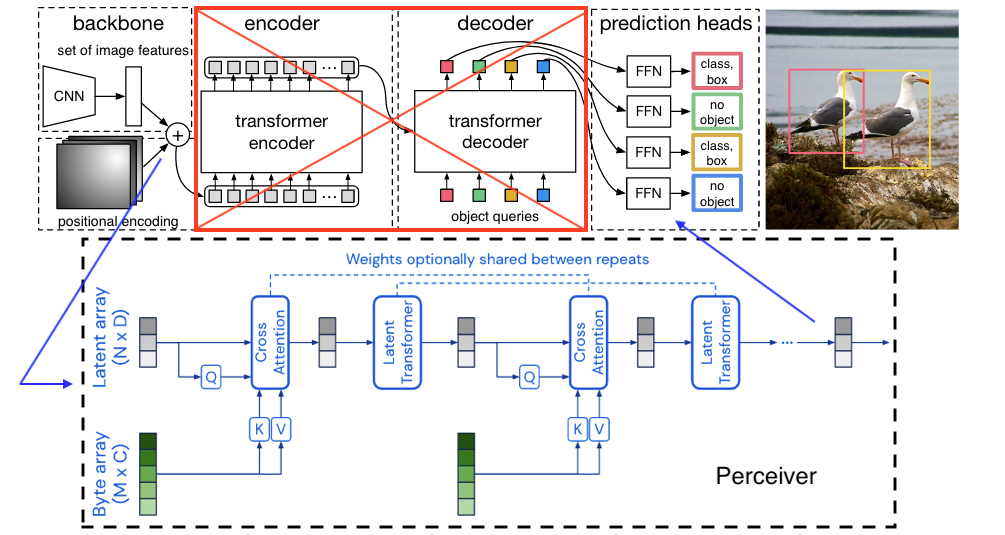 backbone
encoder
decoder
prediction heads
set of image features
CNN
+
positional encoding
transformer
encoder
...
...
transformer
decoder
object queries
FFN
class,
box
FFN
no
object
FFN
class,
box
FFN
no
object
Weights optionally shared between repeats
Latent array
(N x D)
Q
Cross
Attention
Latent
Transformer
Q
Cross
Attention
Latent
Transformer
...
K
V
K
V
Byte array
(M x C)
Perceiver